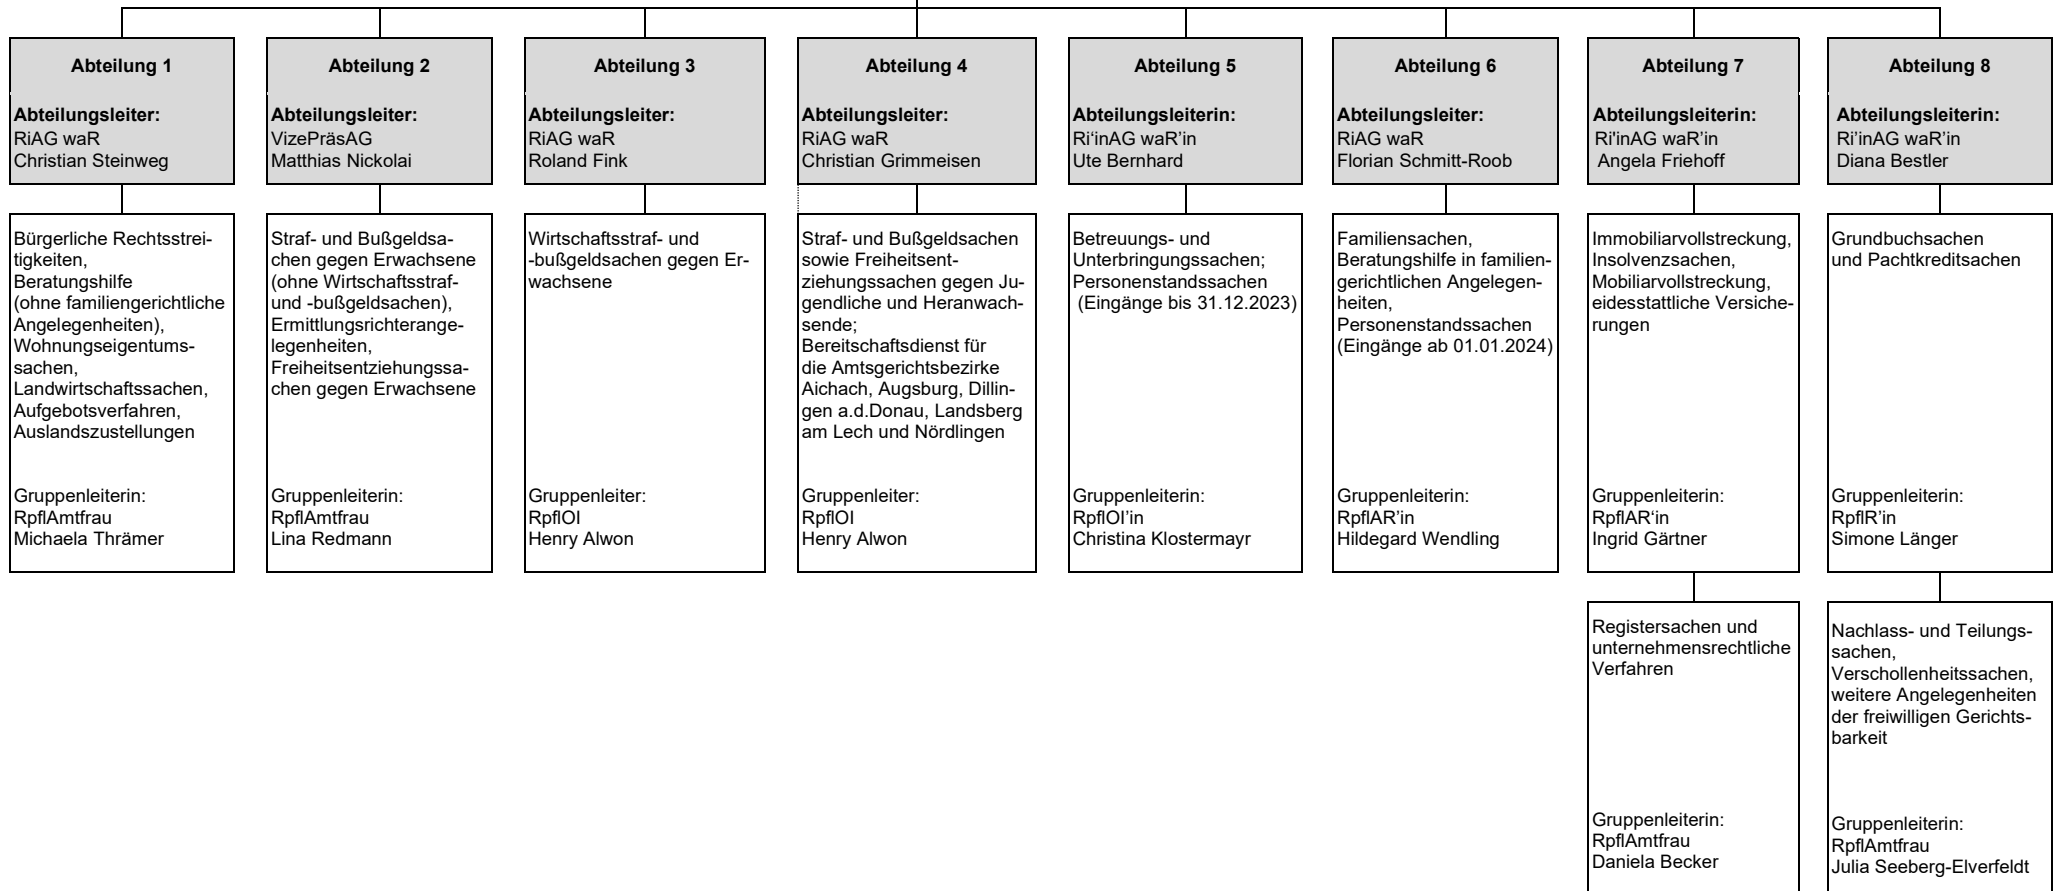 Abteilung 1
Abteilungsleiter:
RiAG waR
Christian Steinweg
Bürgerliche Rechtsstrei-
tigkeiten,
Beratungshilfe
(ohne familiengerichtliche
Angelegenheiten),
Wohnungseigentums-
sachen,
Landwirtschaftssachen,
Aufgebotsverfahren,
Auslandszustellungen
Gruppenleiterin:
RpflAmtfrau
Michaela Thrämer
Abteilung 2
Abteilungsleiter:
VizePräsAG
Matthias Nickolai
Straf- und Bußgeldsa-
chen gegen Erwachsene
(ohne Wirtschaftsstraf-
und -bußgeldsachen),
Ermittlungsrichterange-
legenheiten,
Freiheitsentziehungssa-
chen gegen Erwachsene
Gruppenleiterin:
RpflAmtfrau
Lina Redmann
Abteilung 3
Abteilungsleiter:
RiAG waR
Roland Fink
Wirtschaftsstraf- und
-bußgeldsachen gegen Er-
wachsene
Gruppenleiter:
RpflOI
Henry Alwon
Abteilung 4
Abteilungsleiter:
RiAG waR
Christian Grimmeisen
Straf- und Bußgeldsachen
sowie Freiheitsent-
ziehungssachen gegen Ju-
gendliche und Heranwach-
sende;
Bereitschaftsdienst für
die Amtsgerichtsbezirke
Aichach, Augsburg, Dillin-
gen a.d.Donau, Landsberg
am Lech und Nördlingen
Gruppenleiter:
RpflOI
Henry Alwon
Abteilung 5
Abteilungsleiterin:
Ri‘inAG waR’in
Ute Bernhard
Betreuungs- und
Unterbringungssachen;
Personenstandssachen
(Eingänge bis 31.12.2023)
Gruppenleiterin:
RpflOI’in
Christina Klostermayr
Abteilung 6
Abteilungsleiter:
RiAG waR
Florian Schmitt-Roob
Familiensachen,
Beratungshilfe in familien-
gerichtlichen Angelegen-
heiten,
Personenstandssachen
(Eingänge ab 01.01.2024)
Gruppenleiterin:
RpflAR’in
Hildegard Wendling
Abteilung 7
Abteilungsleiterin:
Ri'inAG waR’in
Angela Friehoff
Immobiliarvollstreckung,
Insolvenzsachen,
Mobiliarvollstreckung,
eidesstattliche Versiche-
rungen
Gruppenleiterin:
RpflAR‘in
Ingrid Gärtner
Registersachen und
unternehmensrechtliche
Verfahren
Gruppenleiterin:
RpflAmtfrau
Daniela Becker
Abteilung 8
Abteilungsleiterin:
Ri’inAG waR’in
Diana Bestler
Grundbuchsachen
und Pachtkreditsachen
Gruppenleiterin:
RpflR’in
Simone Länger
Nachlass- und Teilungs-
sachen,
Verschollenheitssachen,
weitere Angelegenheiten
der freiwilligen Gerichts-
barkeit
Gruppenleiterin:
RpflAmtfrau
Julia Seeberg-Elverfeldt